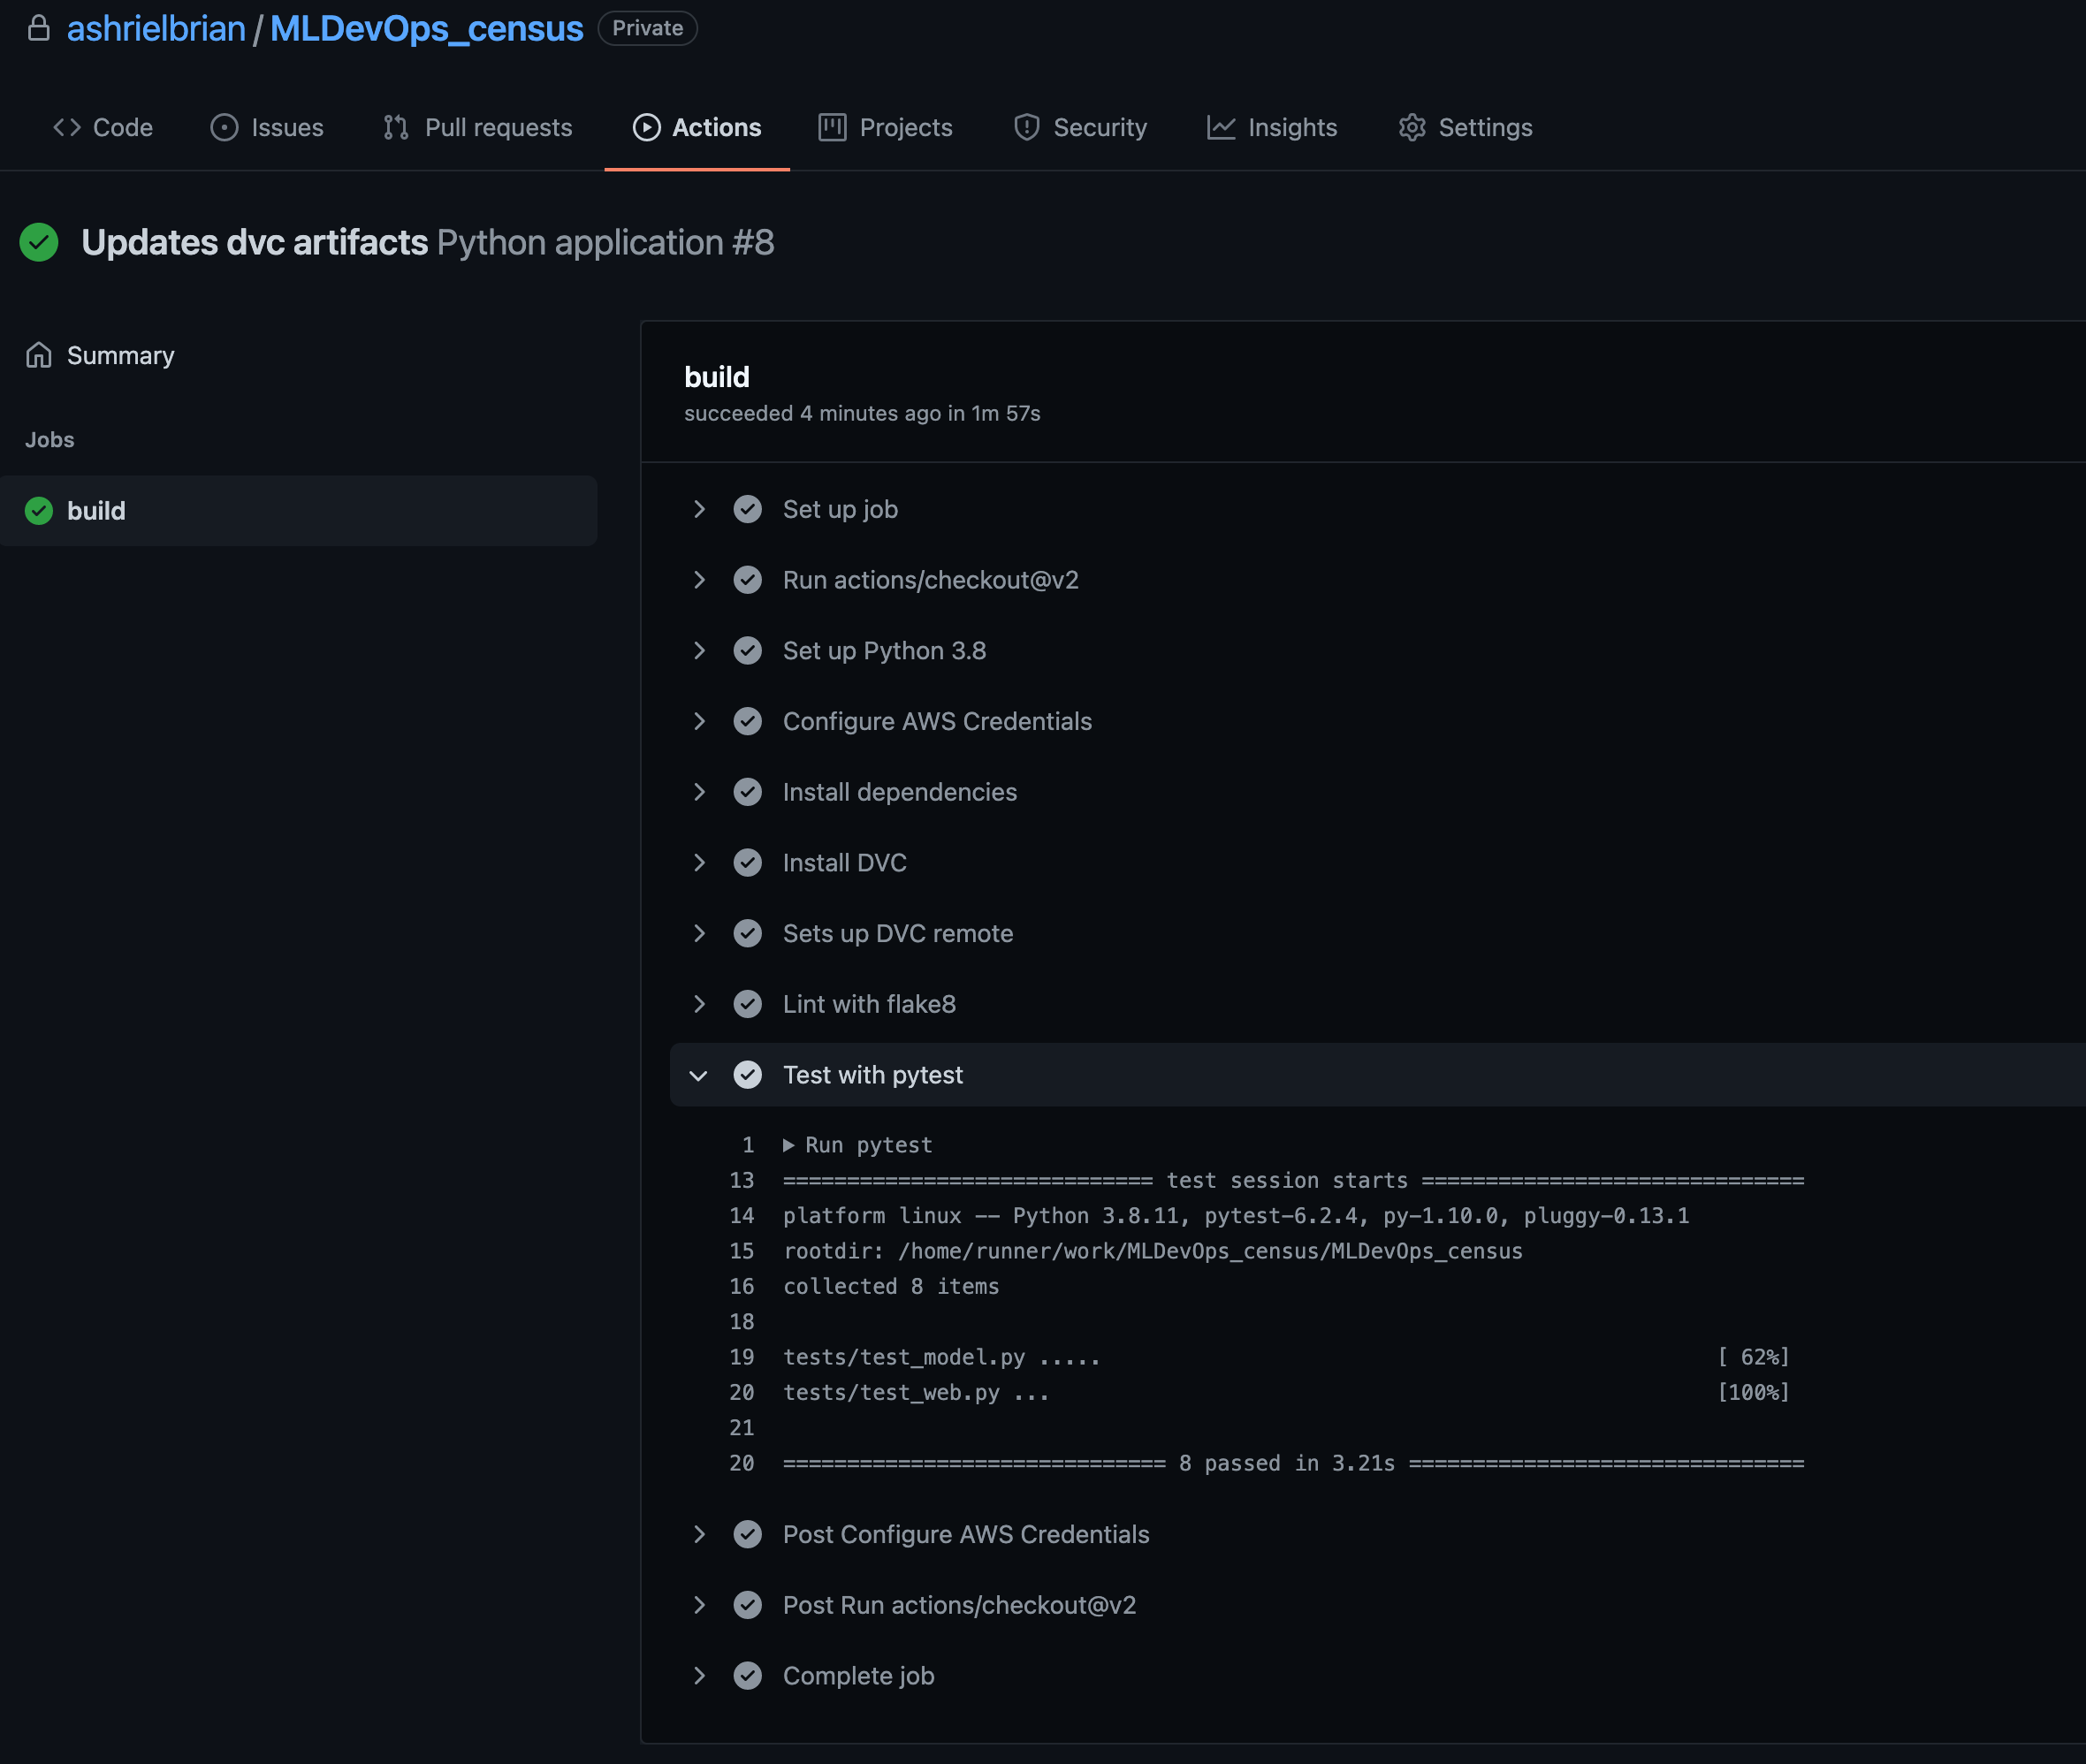 ashrielbrian / MLDevOps_census Private
Code Issues Pull requests Actions Projects Security Insights Settings
Updates dvc artifacts Python application #8
Summary
Jobs
build
build
succeeded 4 minutes ago in 1m 57s
Set up job
Run actions/checkout@v2
Set up Python 3.8
Configure AWS Credentials
Install dependencies
Install DVC
Sets up DVC remote
Lint with flake8
Test with pytest
1 ▶ Run pytest
13 ============================= test session starts ==============================
14 platform linux -- Python 3.8.11, pytest-6.2.4, py-1.10.0, pluggy-0.13.1
15 rootdir: /home/runner/work/MLDevOps_census/MLDevOps_census
16 collected 8 items
18
19 tests/test_model.py ..... [ 62%]
20 tests/test_web.py ... [100%]
21
20 ============================== 8 passed in 3.21s ===============================
Post Configure AWS Credentials
Post Run actions/checkout@v2
Complete job